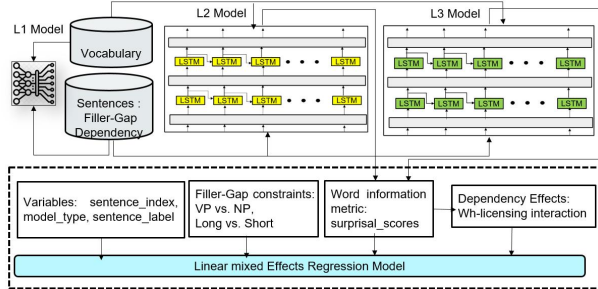 L1 Model
L2 Model
L3 Model
Vocabulary
Sentences :
Filler-Gap
Dependency
LSTM LSTM LSTM • • • LSTM
LSTM LSTM LSTM • • • LSTM
LSTM LSTM LSTM • • • LSTM
LSTM LSTM LSTM • • • LSTM
Variables: sentence_index,
model_type, sentence_label
Filler-Gap constraints:
VP vs. NP,
Long vs. Short
Word information
metric:
surprisal_scores
Dependency Effects:
Wh-licensing interaction
Linear mixed Effects Regression Model